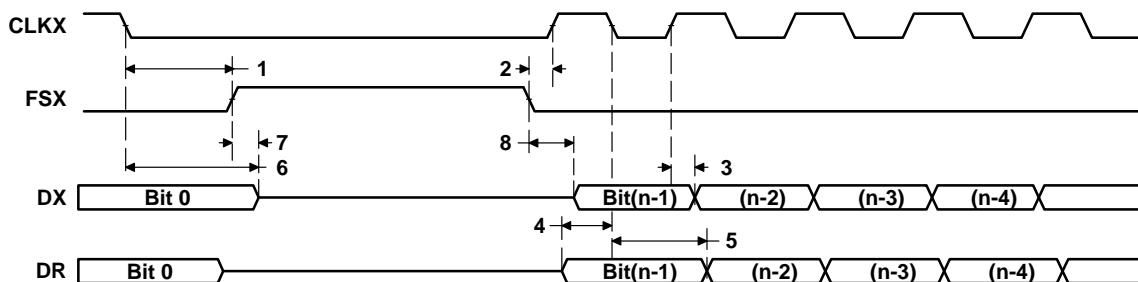 CLKX
1
2
FSX
7
8
6
3
DX
Bit 0
Bit(n-1)
(n-2)
(n-3)
(n-4)
4
5
DR
Bit 0
Bit(n-1)
(n-2)
(n-3)
(n-4)